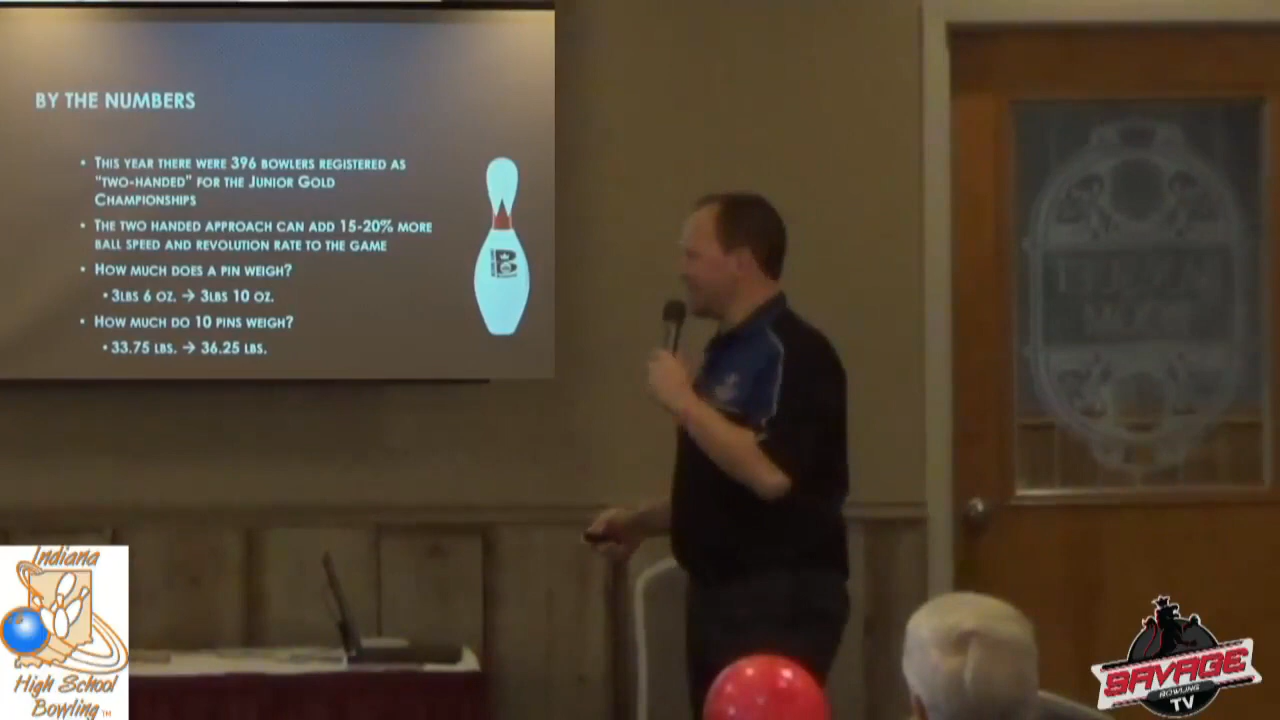 BY THE NUMBERS
• THIS YEAR THERE WERE 396 BOWLERS REGISTERED AS
"TWO-HANDED" FOR THE JUNIOR GOLD
CHAMPIONSHIPS
• THE TWO HANDED APPROACH CAN ADD 15-20% MORE
BALL SPEED AND REVOLUTION RATE TO THE GAME
• HOW MUCH DOES A PIN WEIGH?
• 3LBS 6 OZ. → 3LBS 10 OZ.
• HOW MUCH DO 10 PINS WEIGH?
• 33.75 LBS. → 36.25 LBS.
Indiana
High School
Bowling™
SAVAGE
BOWLING
TV